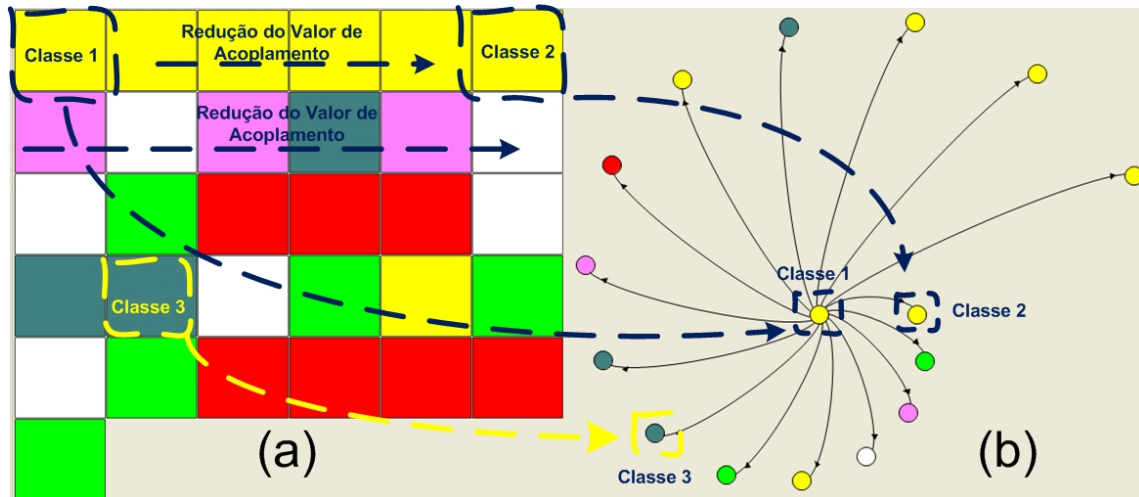 Classe 1
Redução do Valor de
Acoplamento
Classe 2
Redução do Valor de
Acoplamento
Classe 3
(a)
Classe 1
Classe 2
Classe 3
(b)